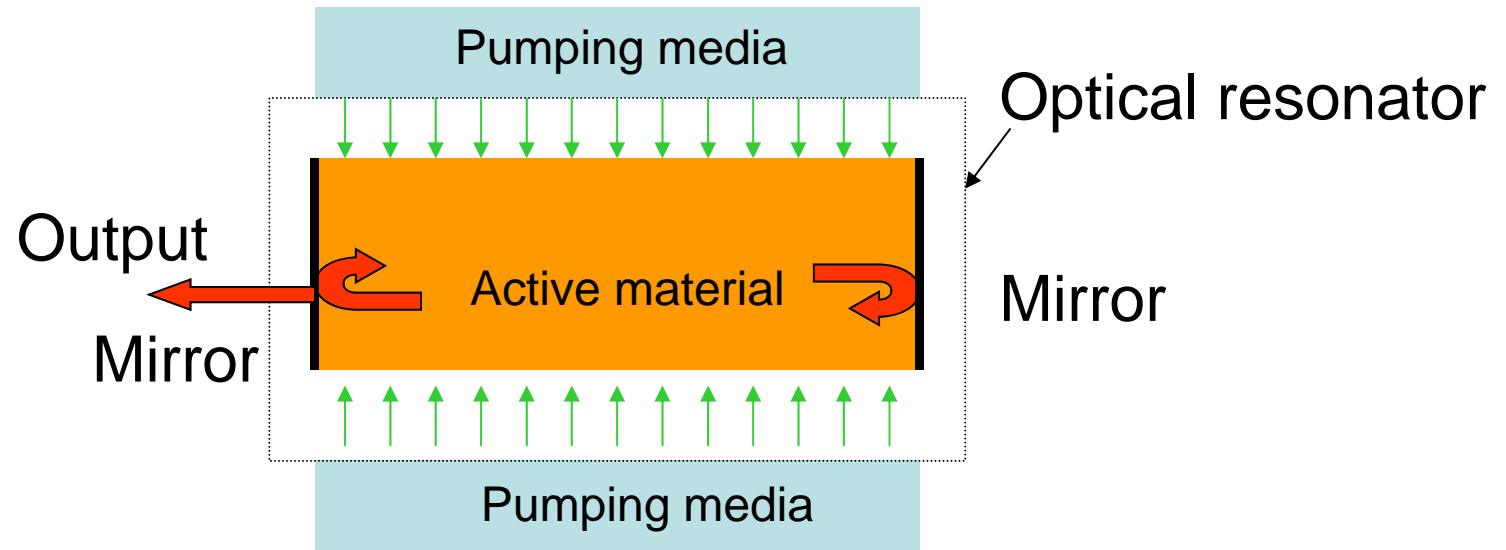 Pumping media
Optical resonator
Output
Active material
Mirror
Mirror
Pumping media